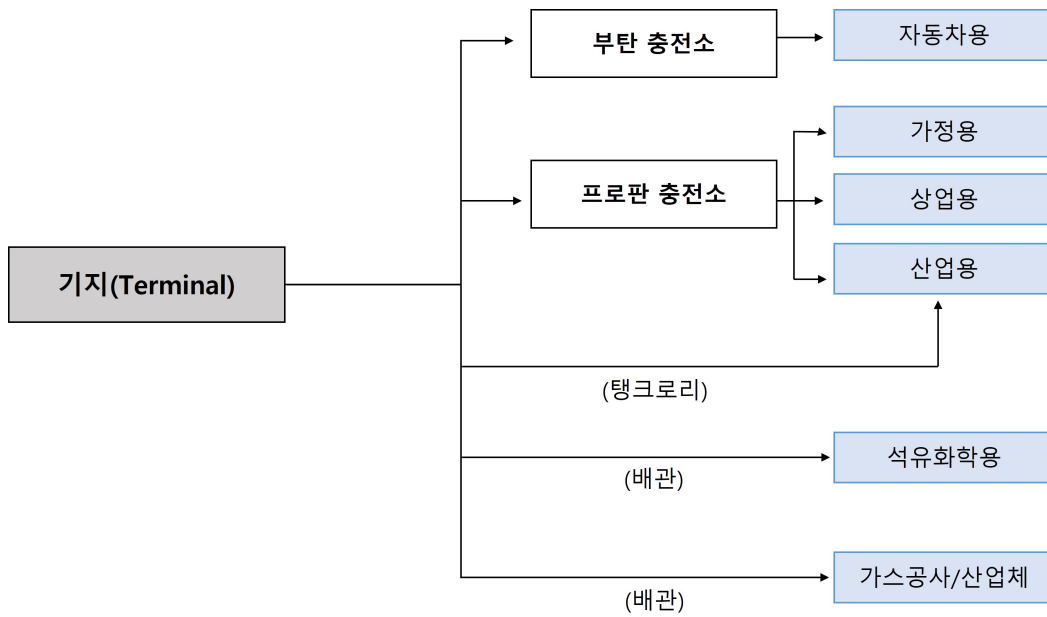 부탄 충전소
자동차용
가정용
프로판 충전소
상업용
산업용
기지(Terminal)
(탱크로리)
석유화학용
(배관)
가스공사/산업체
(배관)